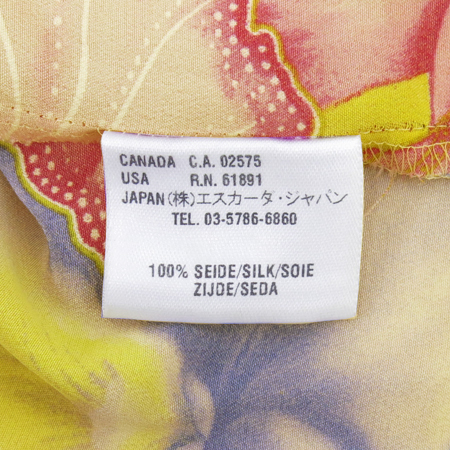 CANADA C.A. 02575
USA R.N. 61891
JAPAN (株)エスカーダ・ジャパン
TEL. 03-5786-6860
100% SEIDE/SILK/SOIE
ZIJDE/SEDA